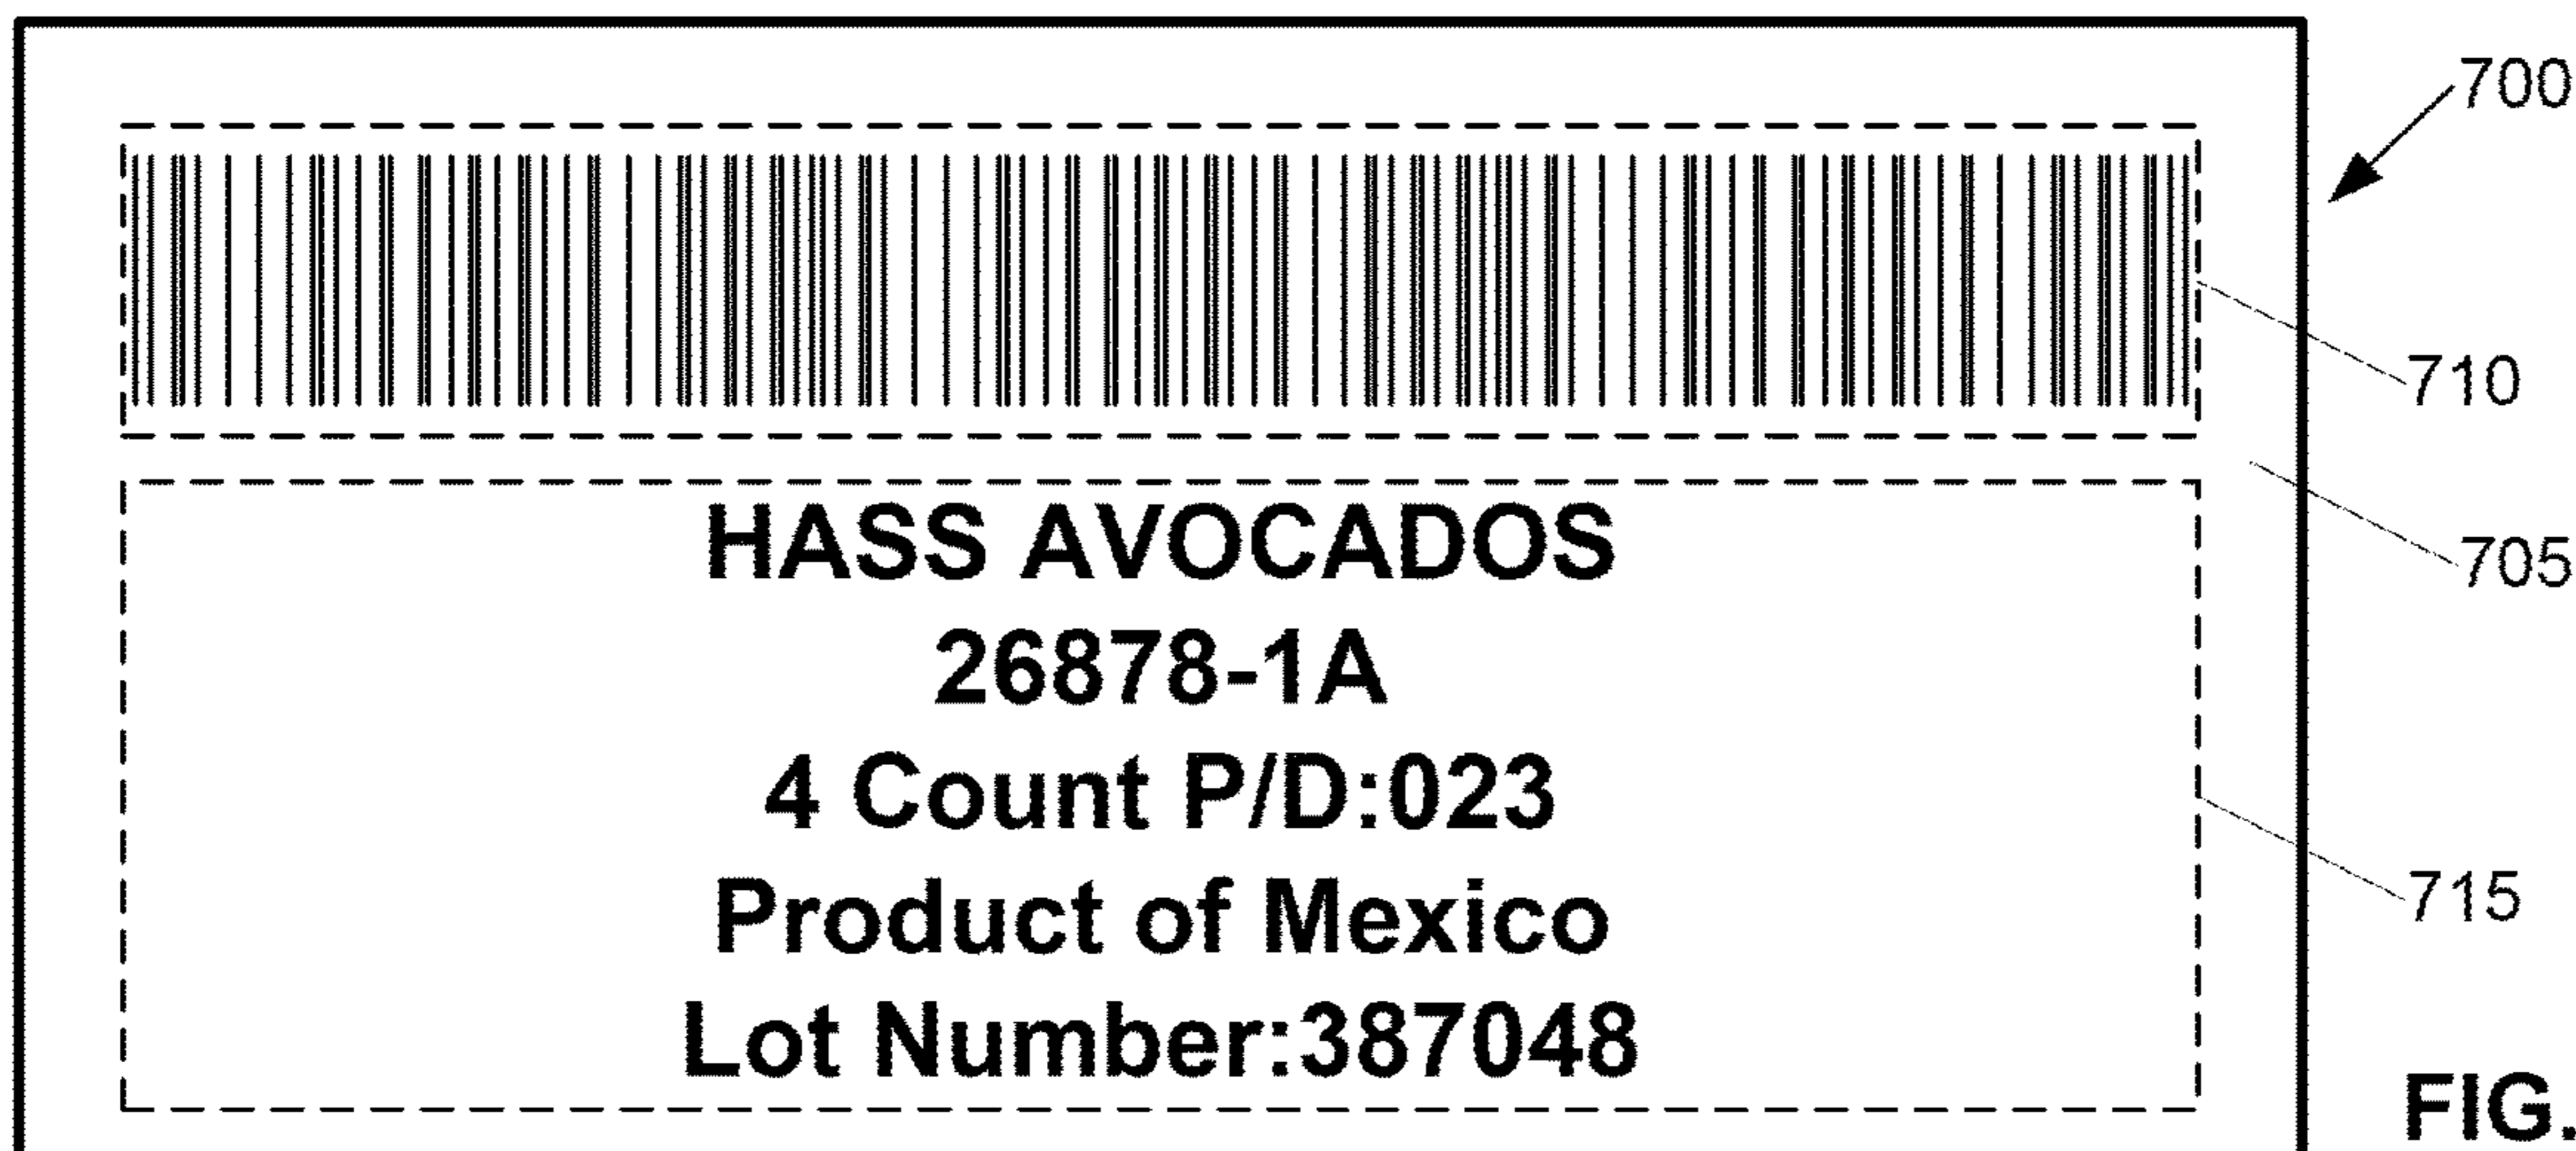 700
710
705
HASS AVOCADOS
26878-1A
4 Count P/D:023
Product of Mexico
Lot Number:387048
715
FIG.